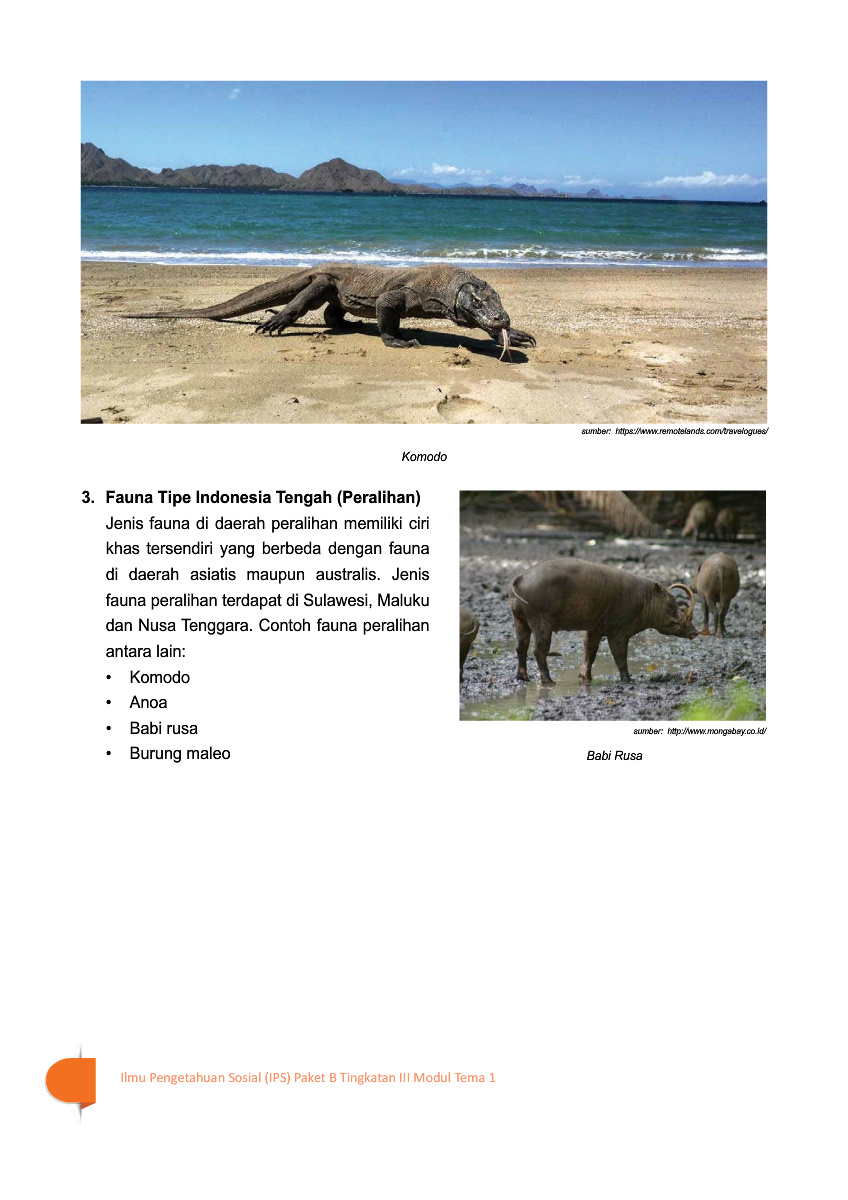 sumber: https://www.remotelands.com/travelogues/
Komodo
3. Fauna Tipe Indonesia Tengah (Peralihan)
Jenis fauna di daerah peralihan memiliki ciri
khas tersendiri yang berbeda dengan fauna
di daerah asiatis maupun australis. Jenis
fauna peralihan terdapat di Sulawesi, Maluku
dan Nusa Tenggara. Contoh fauna peralihan
antara lain:
• Komodo
• Anoa
• Babi rusa
• Burung maleo
sumber: http://www.mongabay.co.id/
Babi Rusa
Ilmu Pengetahuan Sosial (IPS) Paket B Tingkatan III Modul Tema 1